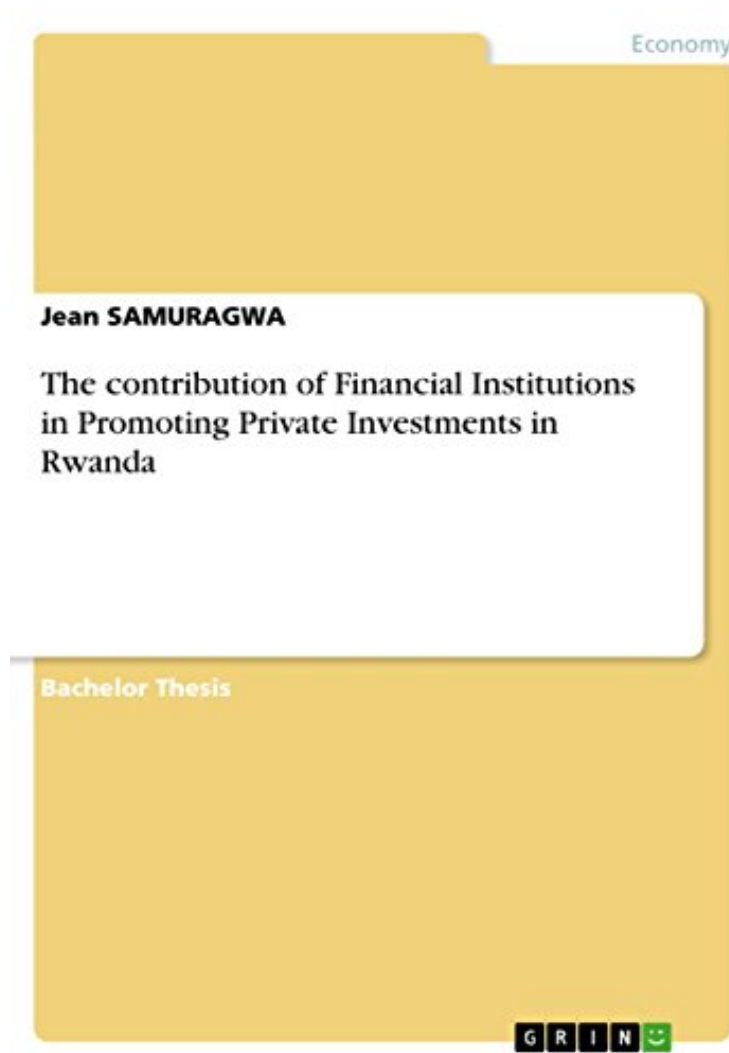 Economy
Jean SAMURAGWA
The contribution of Financial Institutions
in Promoting Private Investments in
Rwanda
Bachelor Thesis
GRIN